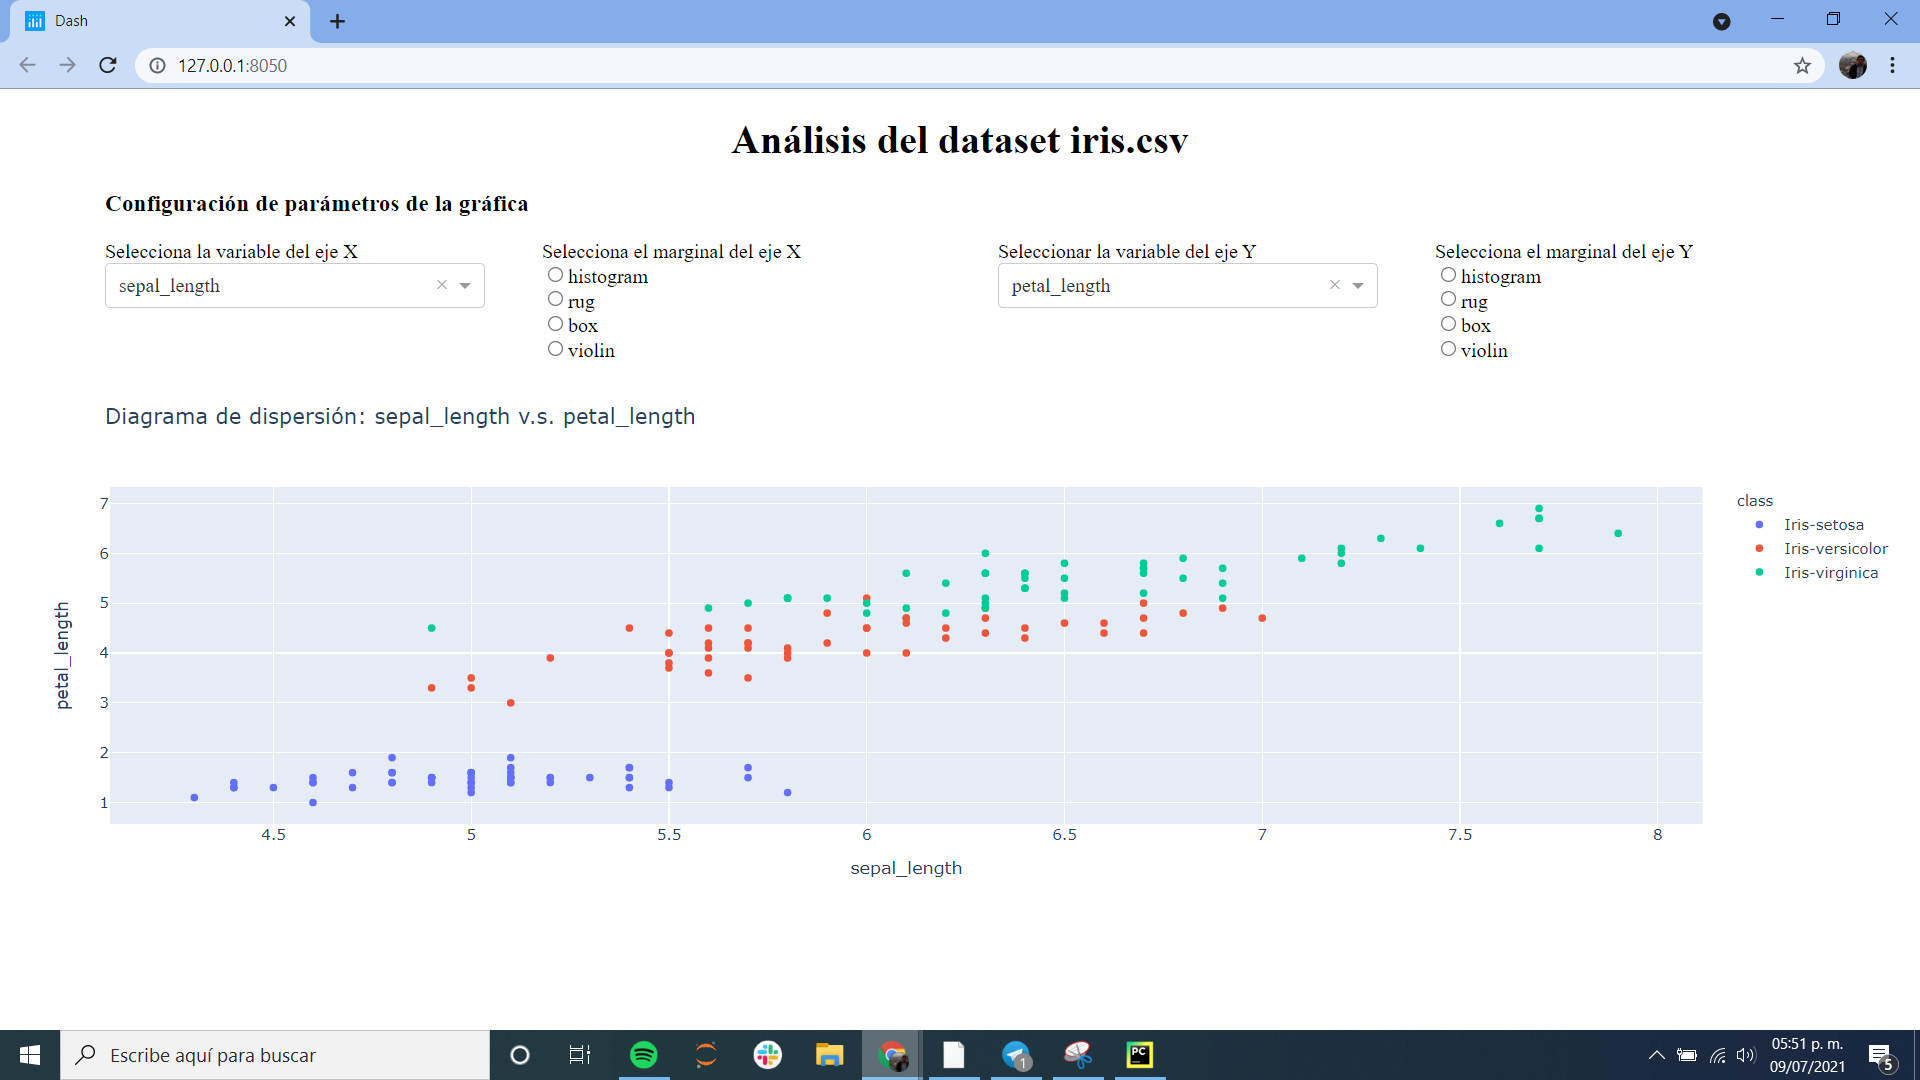 Dash
127.0.0.1:8050
Análisis del dataset iris.csv
Configuración de parámetros de la gráfica
Selecciona la variable del eje X
sepal_length
Selecciona el marginal del eje X
histogram
rug
box
violin
Seleccionar la variable del eje Y
petal_length
Selecciona el marginal del eje Y
histogram
rug
box
violin
Diagrama de dispersión: sepal_length v.s. petal_length
7
6
5
4
3
2
1
petal_length
4.5 5 5.5 6 6.5 7 7.5 8
sepal_length
class
Iris-setosa
Iris-versicolor
Iris-virginica
Escribe aquí para buscar
1
PC
05:51 p. m.
09/07/2021
5